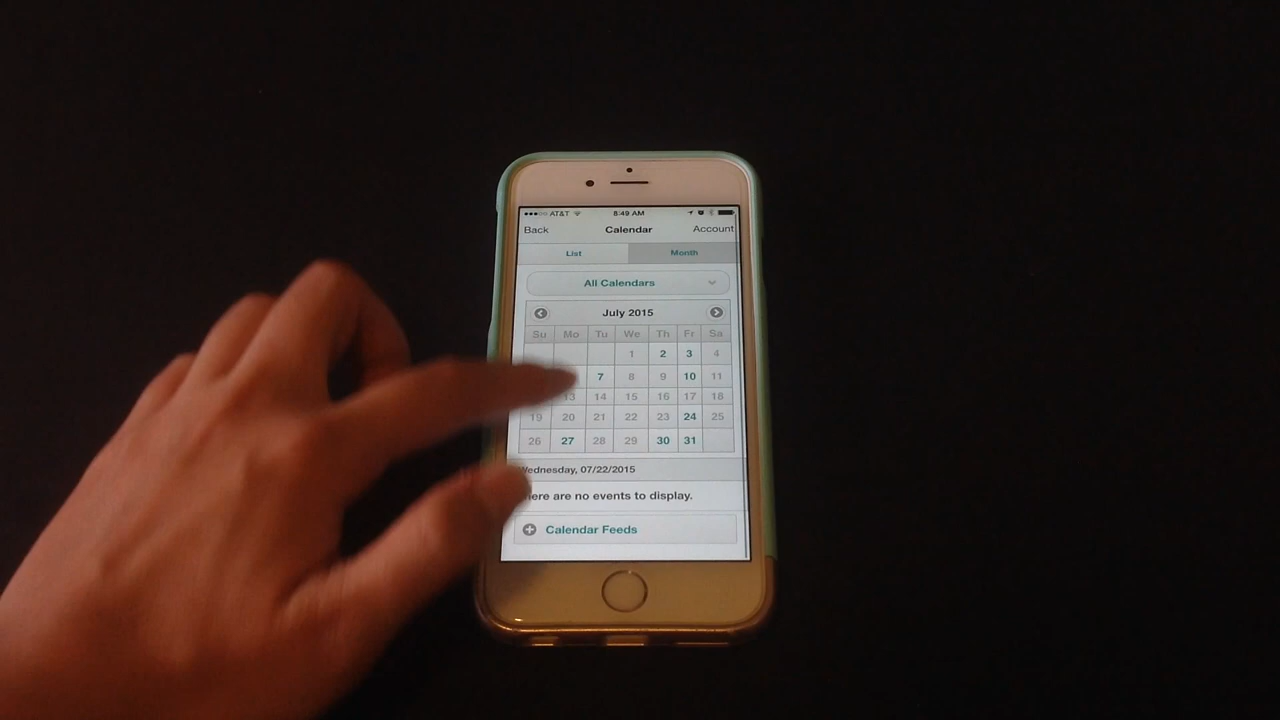 AT&T 8:49 AM
Back Calendar Account
List Month
All Calendars
July 2015
Su Mo Tu We Th Fr Sa
1 2 3 4
7 8 9 10 11
13 14 15 16 17 18
19 20 21 22 23 24 25
26 27 28 29 30 31
Wednesday, 07/22/2015
here are no events to display.
Calendar Feeds